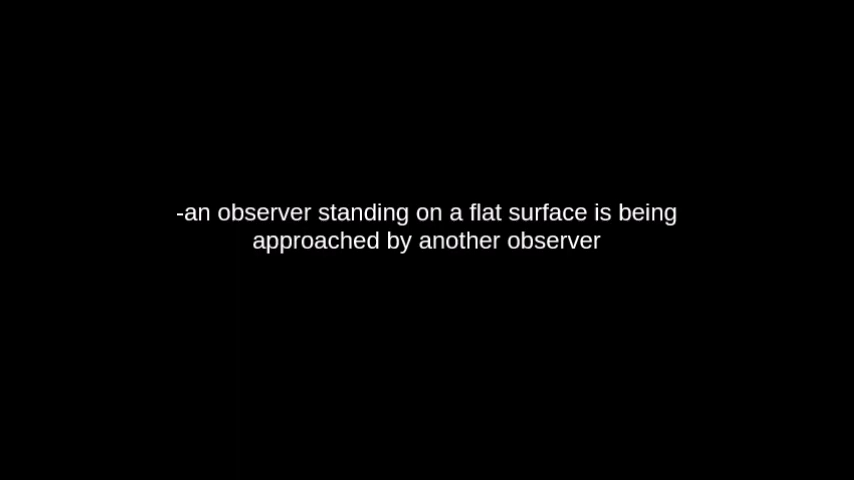 -an observer standing on a flat surface is being
approached by another observer